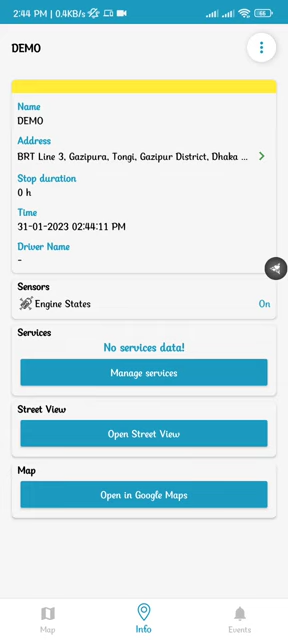 2:44 PM | 0.4KB/s
66
DEMO
Name
DEMO
Address
BRT Line 3, Gazipura, Tongi, Gazipur District, Dhaka ...
Stop duration
0 h
Time
31-01-2023 02:44:11 PM
Driver Name
-
Sensors
Engine States On
Services
No services data!
Manage services
Street View
Open Street View
Map
Open in Google Maps
Map Info Events